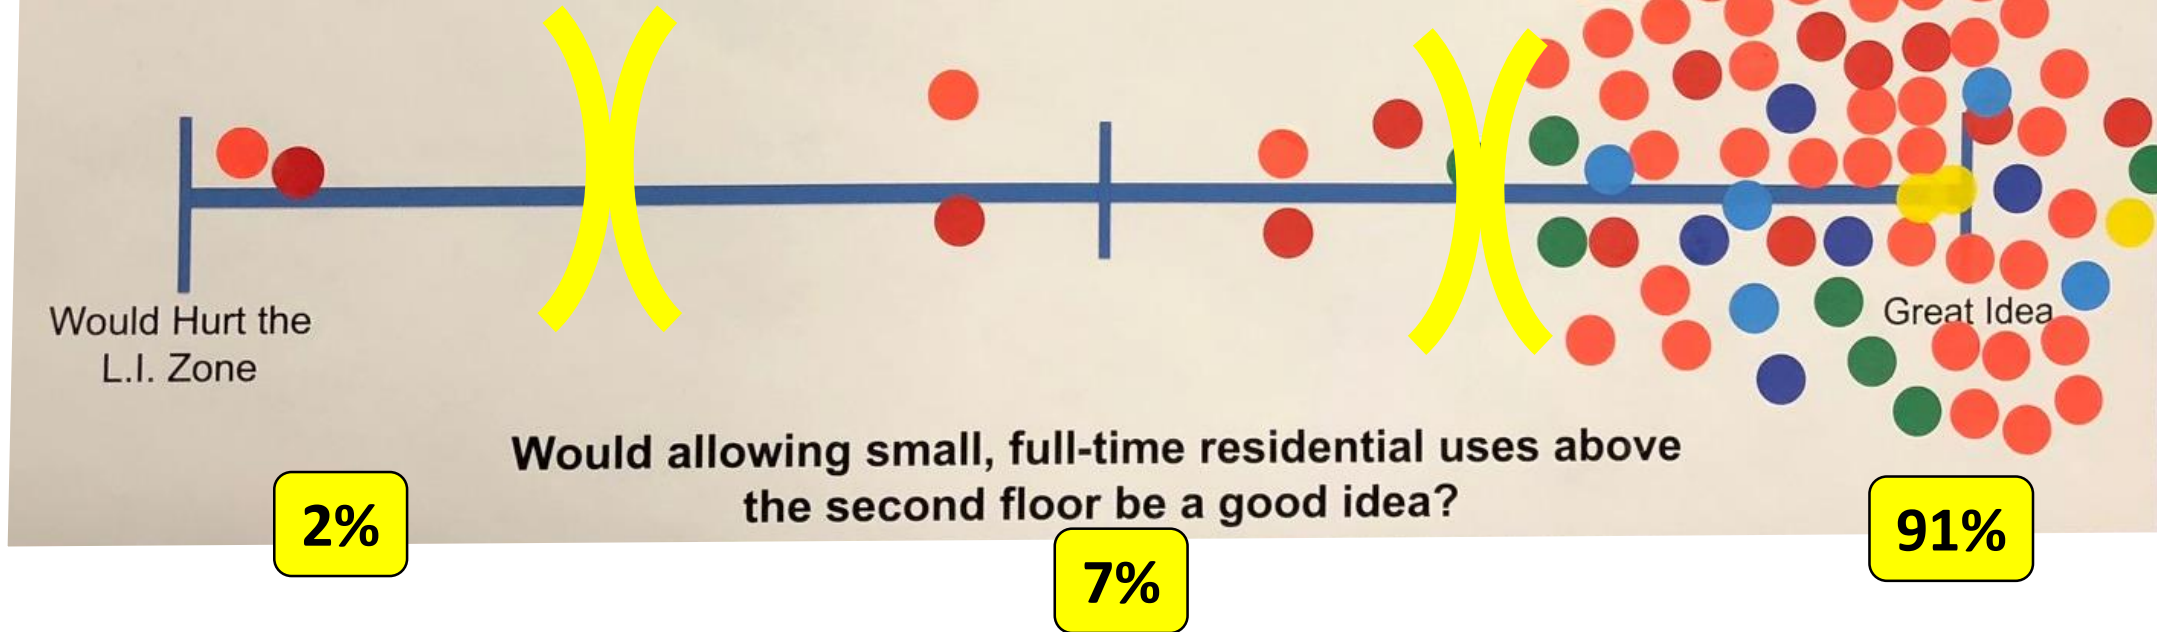 Would Hurt the
L.I. Zone
Great Idea
Would allowing small, full-time residential uses above
the second floor be a good idea?
2%
7%
91%